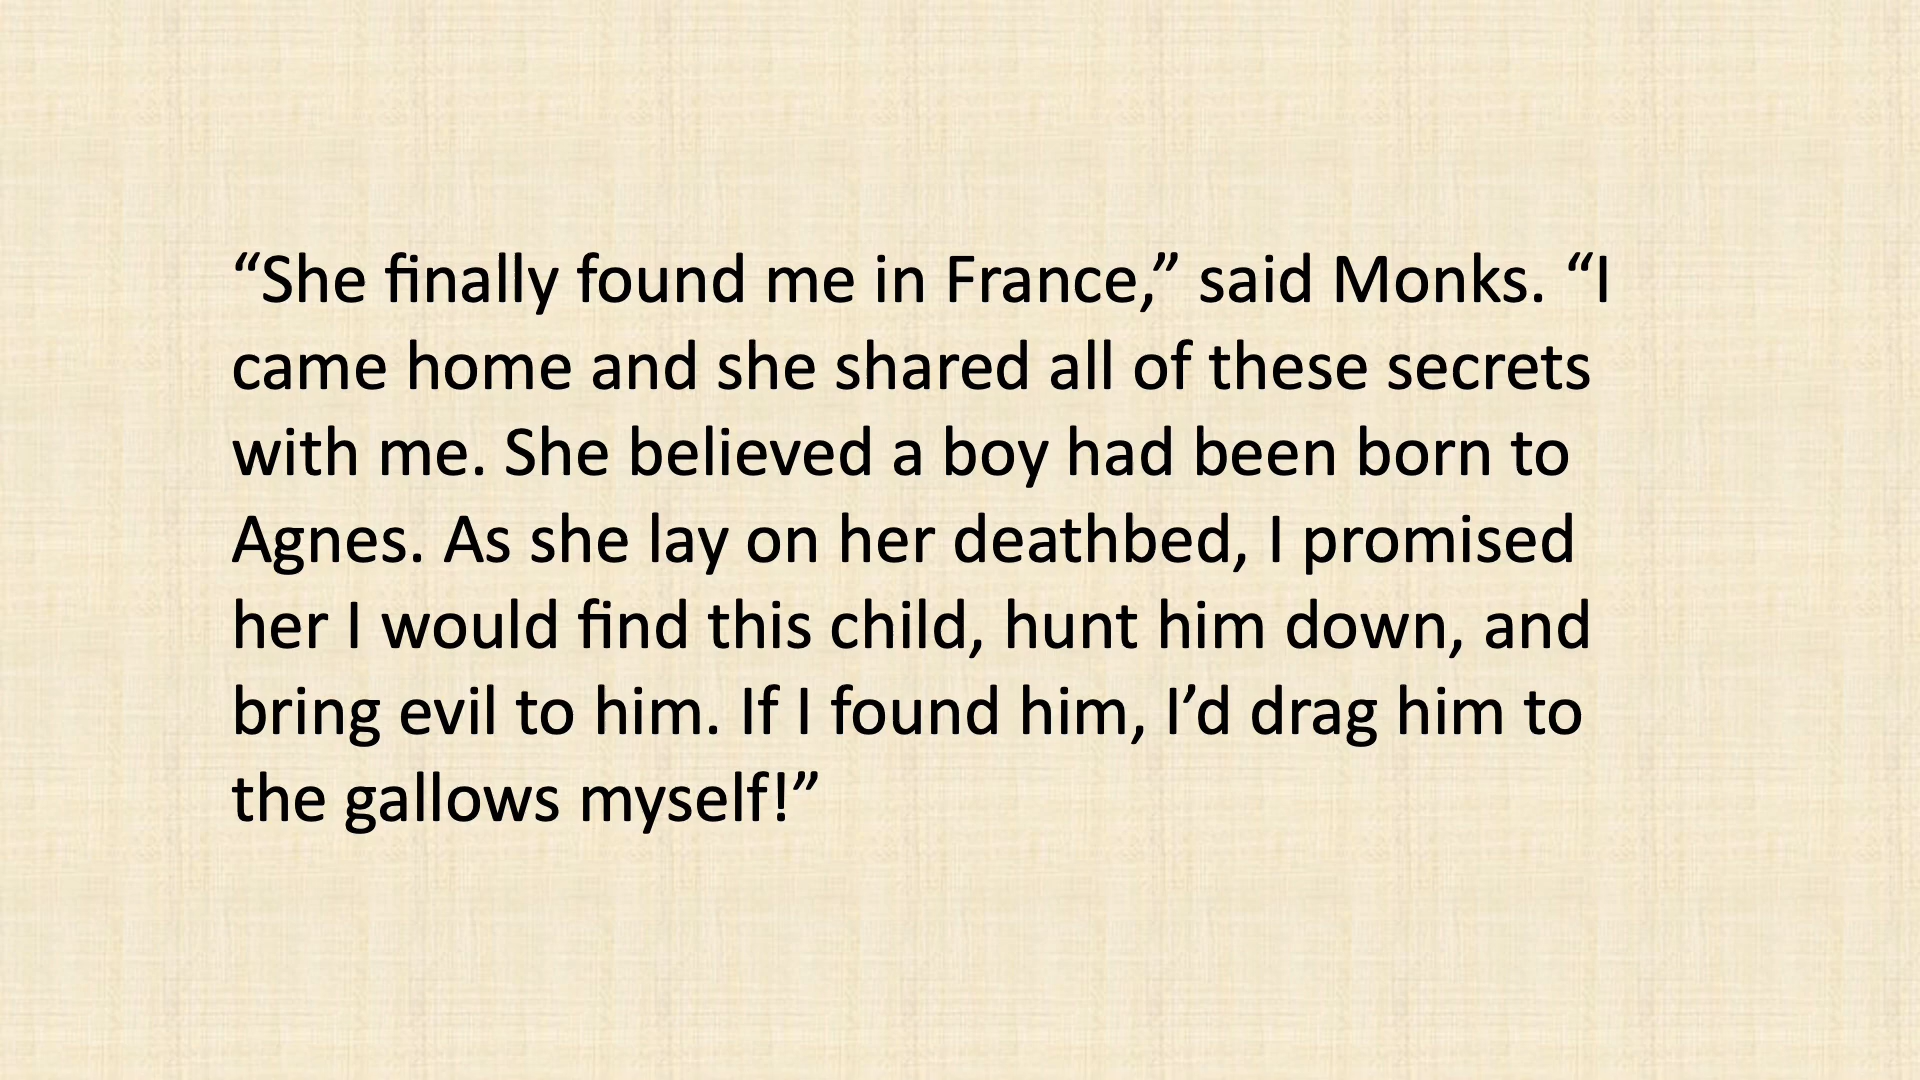 “She finally found me in France,” said Monks. “I
came home and she shared all of these secrets
with me. She believed a boy had been born to
Agnes. As she lay on her deathbed, I promised
her I would find this child, hunt him down, and
bring evil to him. If I found him, I’d drag him to
the gallows myself!”